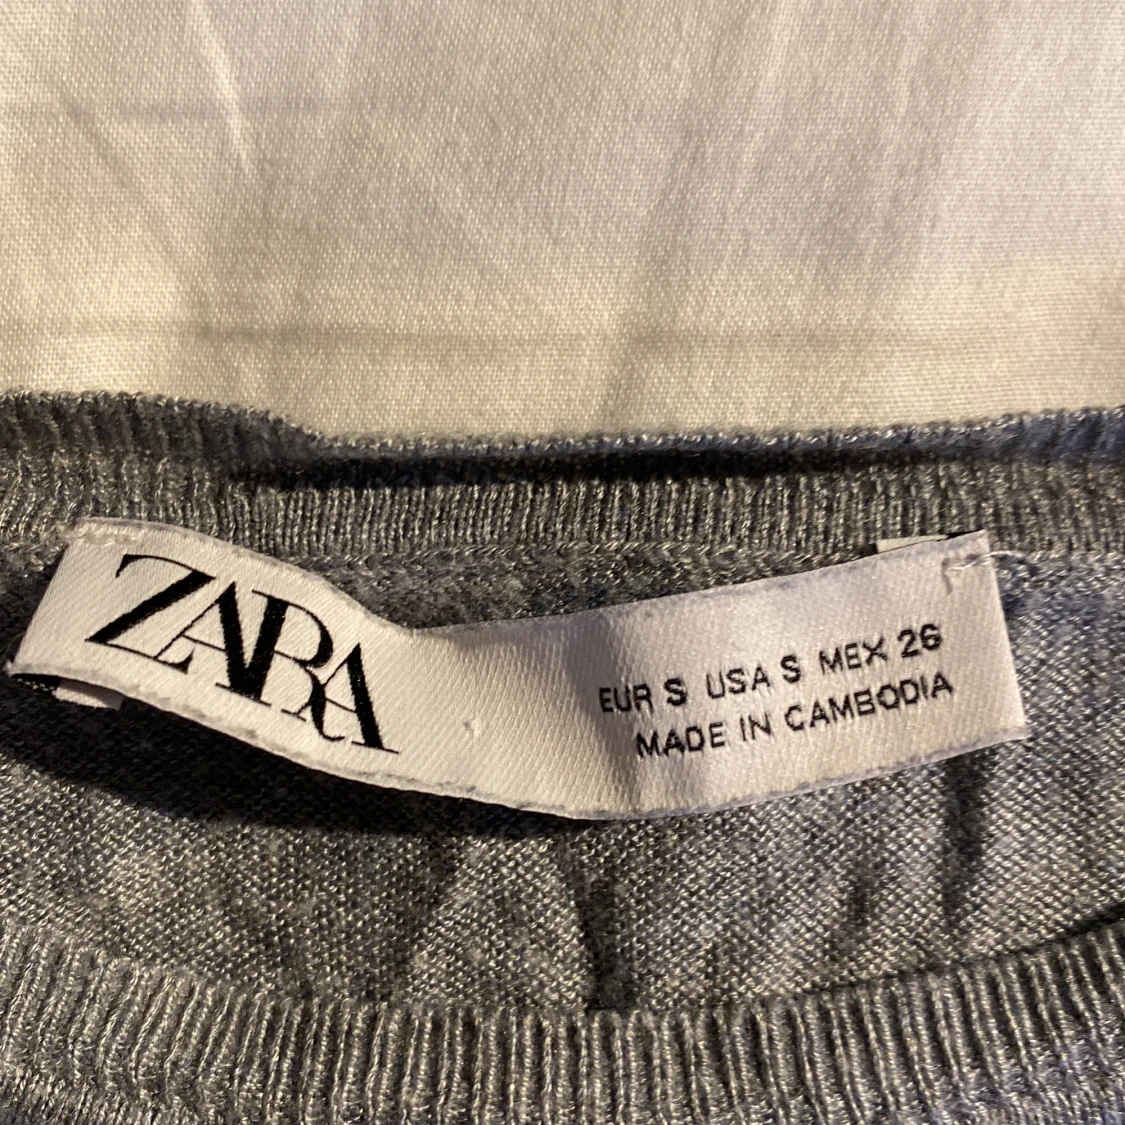 ZARA
EUR S USA S MEX 26
MADE IN CAMBODIA